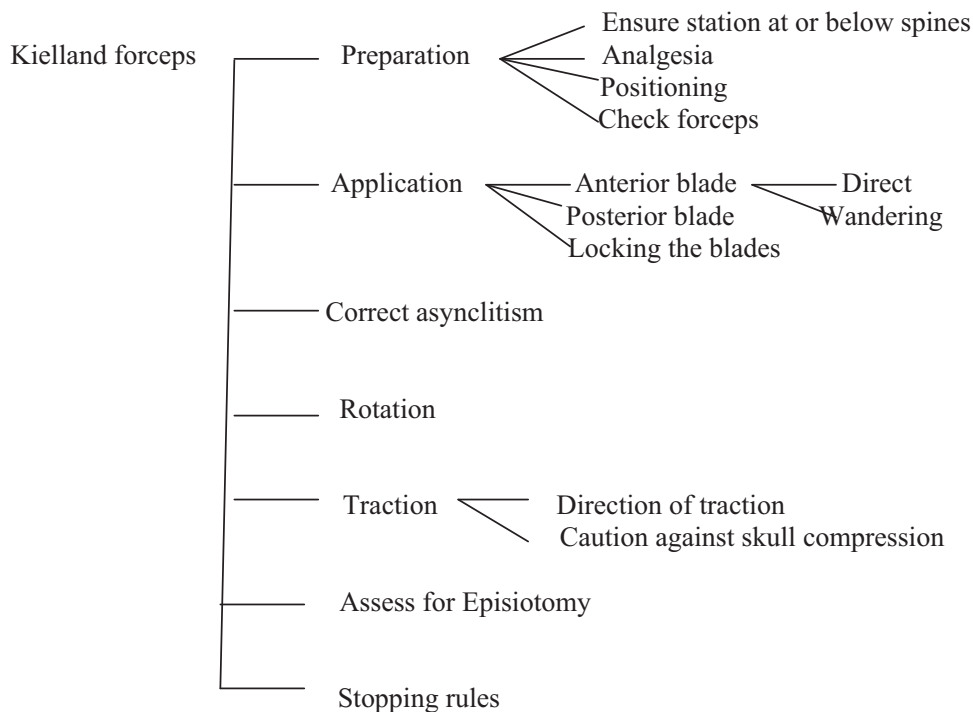 Kielland forceps
Preparation
Ensure station at or below spines
Analgesia
Positioning
Check forceps
Application
Anterior blade
Direct
Wandering
Posterior blade
Locking the blades
Correct asynclitism
Rotation
Traction
Direction of traction
Caution against skull compression
Assess for Episiotomy
Stopping rules